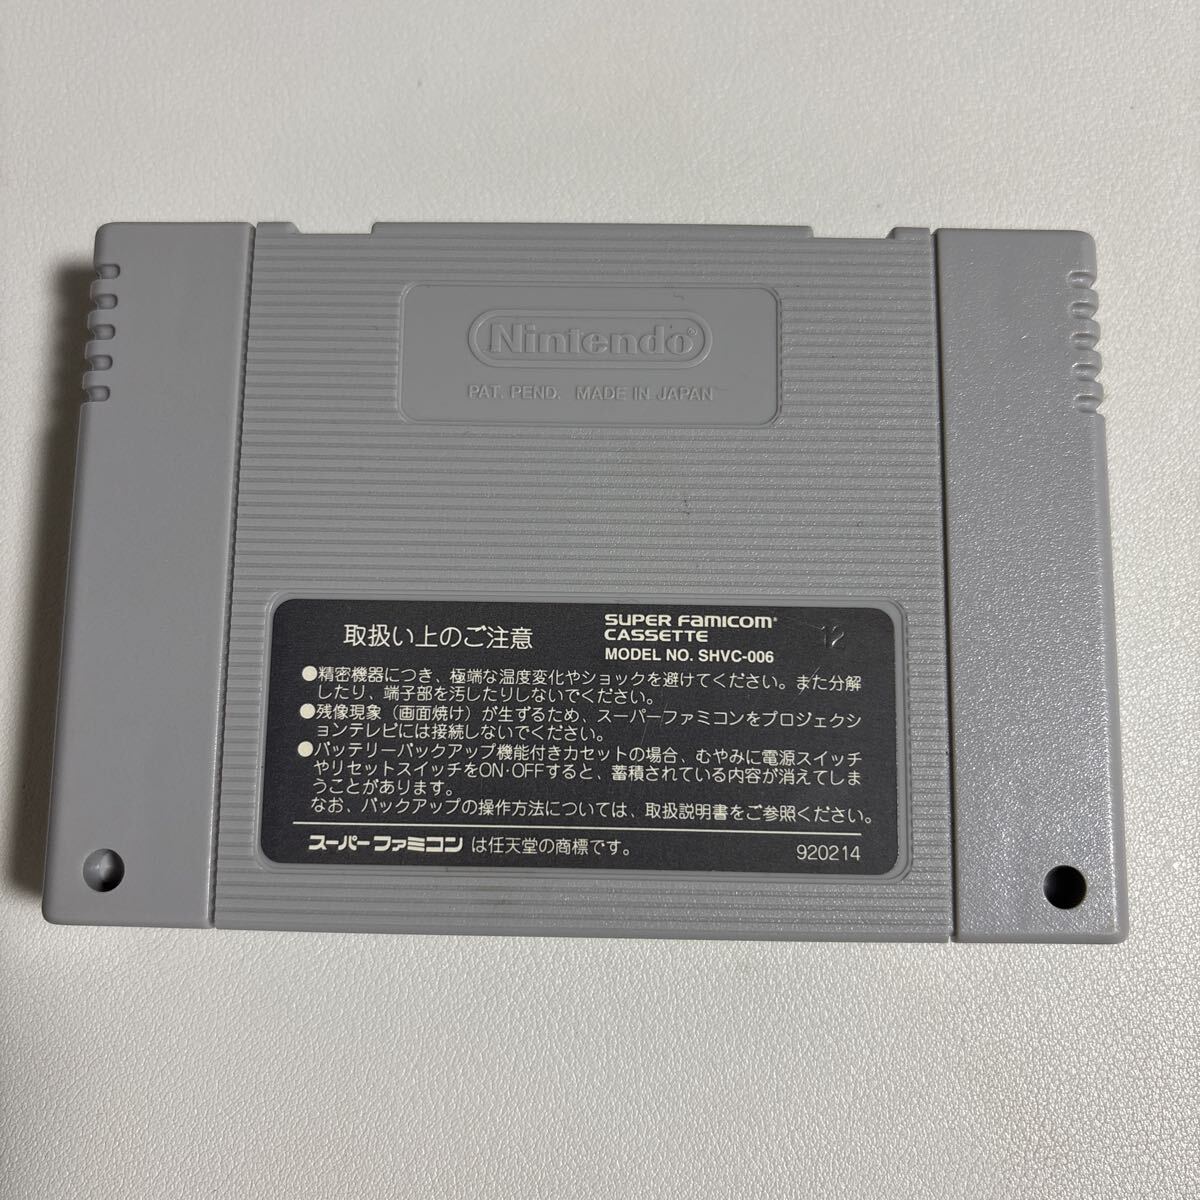 Nintendo®
PAT. PEND. MADE IN JAPAN
取扱い上のご注意
SUPER FAMICOM®
CASSETTE
MODEL NO. SHVC-006
12
●精密機器につき、極端な温度変化やショックを避けてください。また分解
したり、端子部を汚したりしないでください。
●残像現象（画面焼け）が生ずるため、スーパーファミコンをプロジェクシ
ョンテレビには接続しないでください。
●バッテリーバックアップ機能付きカセットの場合、むやみに電源スイッチ
やリセットスイッチをON·OFFすると、蓄積されている内容が消えてしま
うことがあります。
なお、バックアップの操作方法については、取扱説明書をご参照ください。
スーパーファミコン は任天堂の商標です。
920214